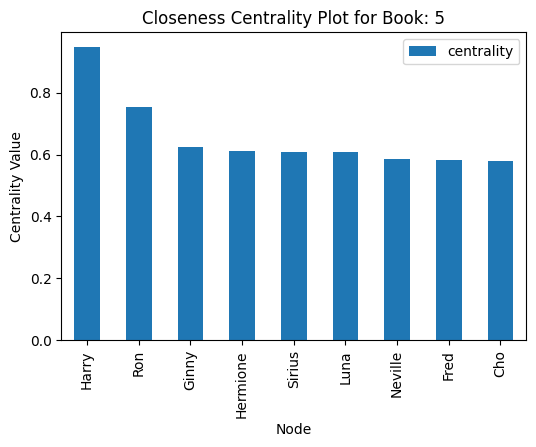 Closeness Centrality Plot for Book: 5
centrality
Centrality Value
0.8
0.6
0.4
0.2
0.0
Harry
Ron
Ginny
Hermione
Sirius
Luna
Neville
Fred
Cho
Node